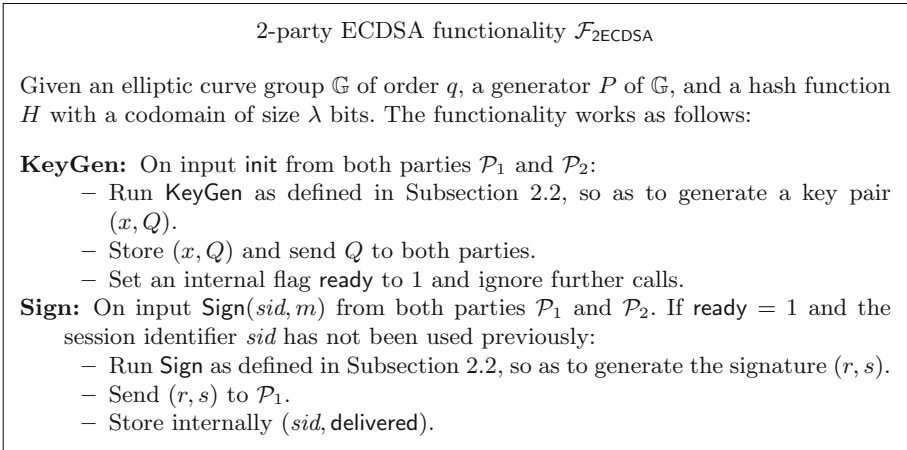 2-party ECDSA functionality 𝓕₂ECDSA
Given an elliptic curve group 𝔾 of order q, a generator P of 𝔾, and a hash function
H with a codomain of size λ bits. The functionality works as follows:
KeyGen: On input init from both parties 𝒫₁ and 𝒫₂:
– Run KeyGen as defined in Subsection 2.2, so as to generate a key pair
(x, Q).
– Store (x, Q) and send Q to both parties.
– Set an internal flag ready to 1 and ignore further calls.
Sign: On input Sign(sid, m) from both parties 𝒫₁ and 𝒫₂. If ready = 1 and the
session identifier sid has not been used previously:
– Run Sign as defined in Subsection 2.2, so as to generate the signature (r, s).
– Send (r, s) to 𝒫₁.
– Store internally (sid, delivered).